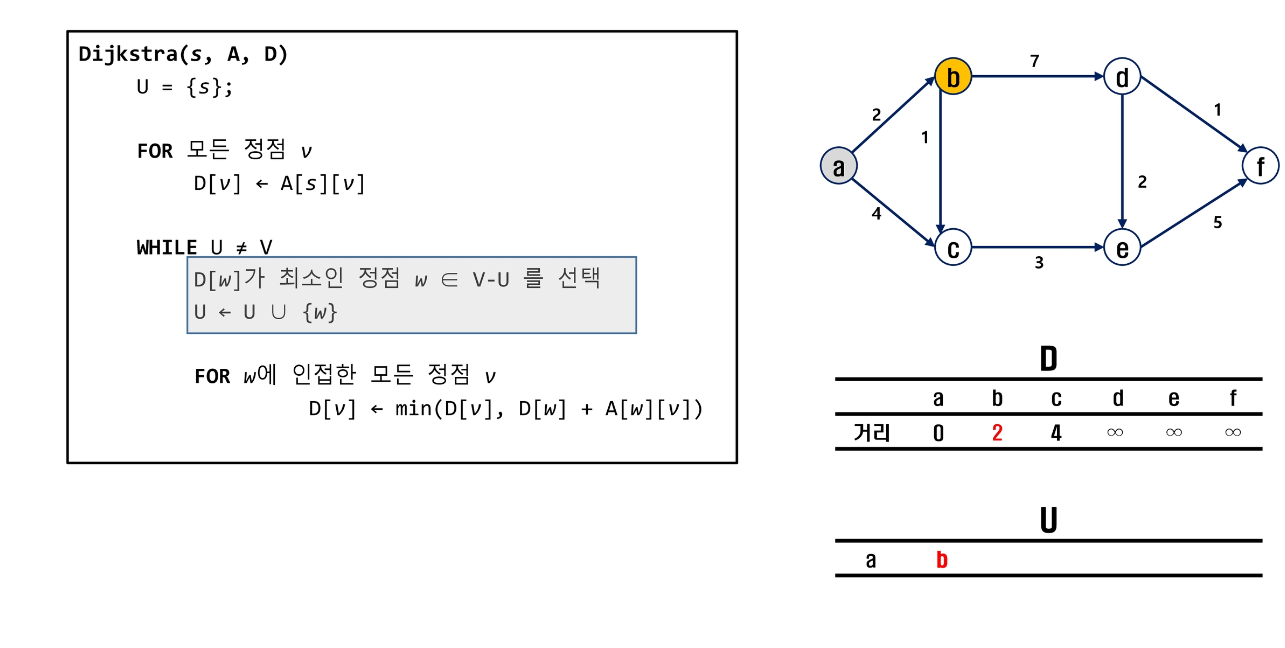 Dijkstra(s, A, D)
U = {s};
FOR 모든 정점 v
D[v] ← A[s][v]
WHILE U ≠ V
D[w]가 최소인 정점 w ∈ V-U 를 선택
U ← U ∪ {w}
FOR w에 인접한 모든 정점 v
D[v] ← min(D[v], D[w] + A[w][v])
7
b
d
2
1
1
a
f
4
2
5
c
e
3
D
a b c d e f
거리 0 2 4 ∞ ∞ ∞
U
a b